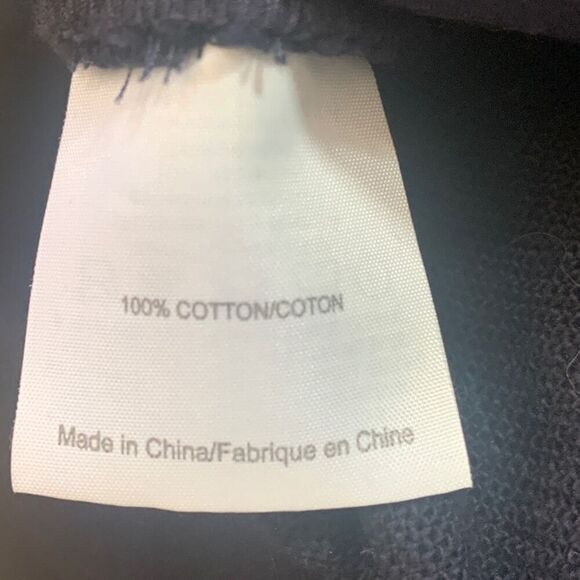 100% COTTON/COTON
Made in China/Fabrique en Chine